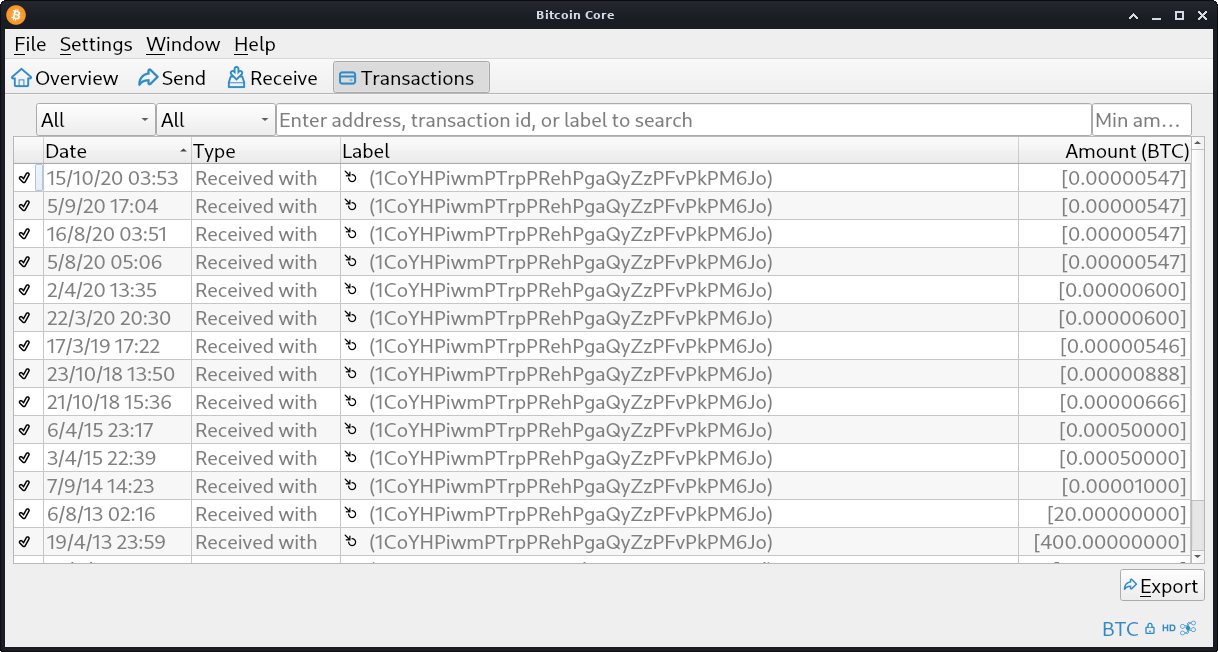 Bitcoin Core
File Settings Window Help
Overview Send Receive Transactions
All All Enter address, transaction id, or label to search Min am...
Date Type Label Amount (BTC)
15/10/20 03:53 Received with (1CoYHPiwmPTrpPRehPgaQyZzPFvPkPM6Jo) [0.00000547]
5/9/20 17:04 Received with (1CoYHPiwmPTrpPRehPgaQyZzPFvPkPM6Jo) [0.00000547]
16/8/20 03:51 Received with (1CoYHPiwmPTrpPRehPgaQyZzPFvPkPM6Jo) [0.00000547]
5/8/20 05:06 Received with (1CoYHPiwmPTrpPRehPgaQyZzPFvPkPM6Jo) [0.00000547]
2/4/20 13:35 Received with (1CoYHPiwmPTrpPRehPgaQyZzPFvPkPM6Jo) [0.00000600]
22/3/20 20:30 Received with (1CoYHPiwmPTrpPRehPgaQyZzPFvPkPM6Jo) [0.00000600]
17/3/19 17:22 Received with (1CoYHPiwmPTrpPRehPgaQyZzPFvPkPM6Jo) [0.00000546]
23/10/18 13:50 Received with (1CoYHPiwmPTrpPRehPgaQyZzPFvPkPM6Jo) [0.00000888]
21/10/18 15:36 Received with (1CoYHPiwmPTrpPRehPgaQyZzPFvPkPM6Jo) [0.00000666]
6/4/15 23:17 Received with (1CoYHPiwmPTrpPRehPgaQyZzPFvPkPM6Jo) [0.00050000]
3/4/15 22:39 Received with (1CoYHPiwmPTrpPRehPgaQyZzPFvPkPM6Jo) [0.00050000]
7/9/14 14:23 Received with (1CoYHPiwmPTrpPRehPgaQyZzPFvPkPM6Jo) [0.00001000]
6/8/13 02:16 Received with (1CoYHPiwmPTrpPRehPgaQyZzPFvPkPM6Jo) [20.00000000]
19/4/13 23:59 Received with (1CoYHPiwmPTrpPRehPgaQyZzPFvPkPM6Jo) [400.00000000]
Export
BTC HD